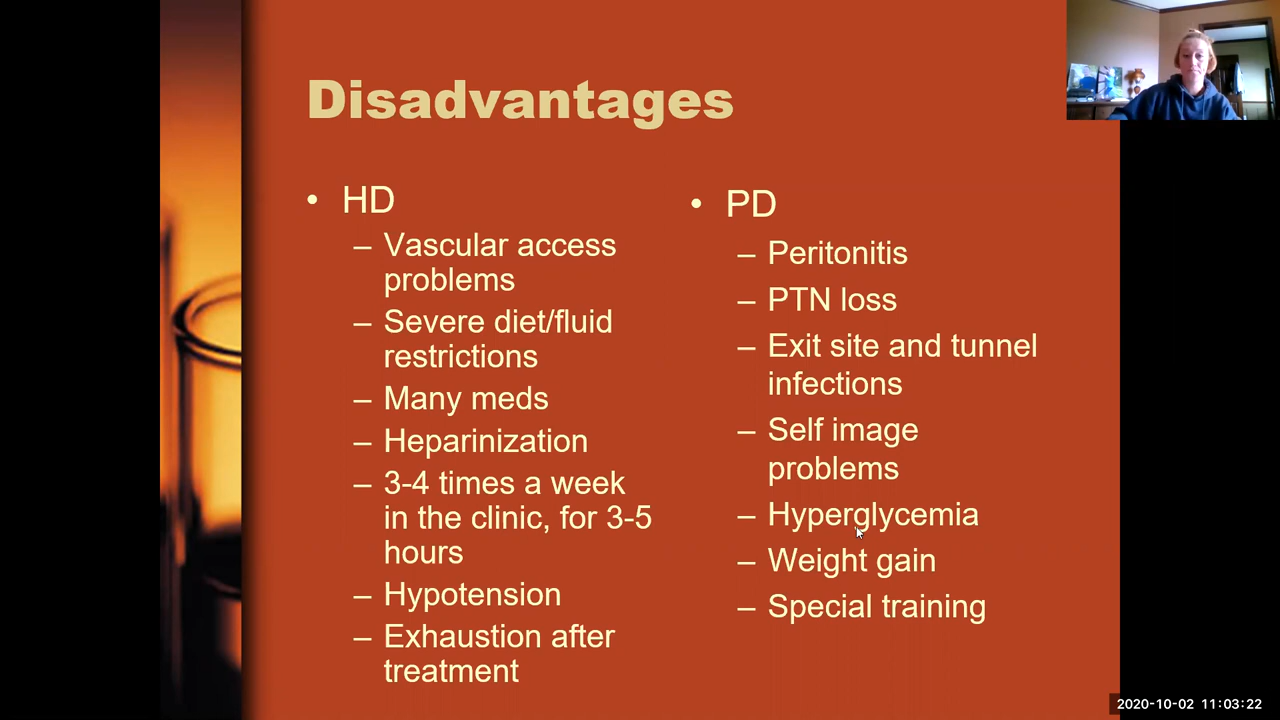 Disadvantages
• HD
– Vascular access
problems
– Severe diet/fluid
restrictions
– Many meds
– Heparinization
– 3-4 times a week
in the clinic, for 3-5
hours
– Hypotension
– Exhaustion after
treatment
• PD
– Peritonitis
– PTN loss
– Exit site and tunnel
infections
– Self image
problems
– Hyperglycemia
– Weight gain
– Special training
2020-10-02 11:03:22